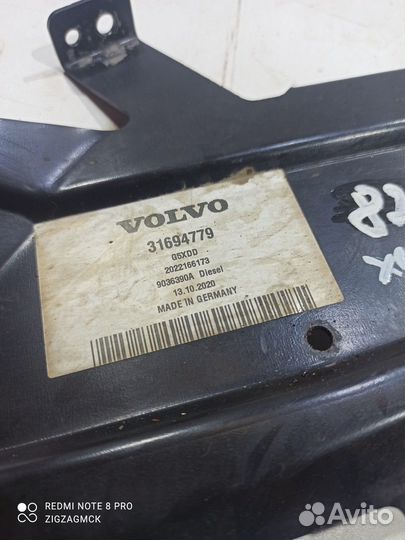 VOLVO
31694779
G5XDD
2022166173
9036390A Diesel
13.10.2020
MADE IN GERMANY
REDMI NOTE 8 PRO
ZIGZAGMCK
Avito